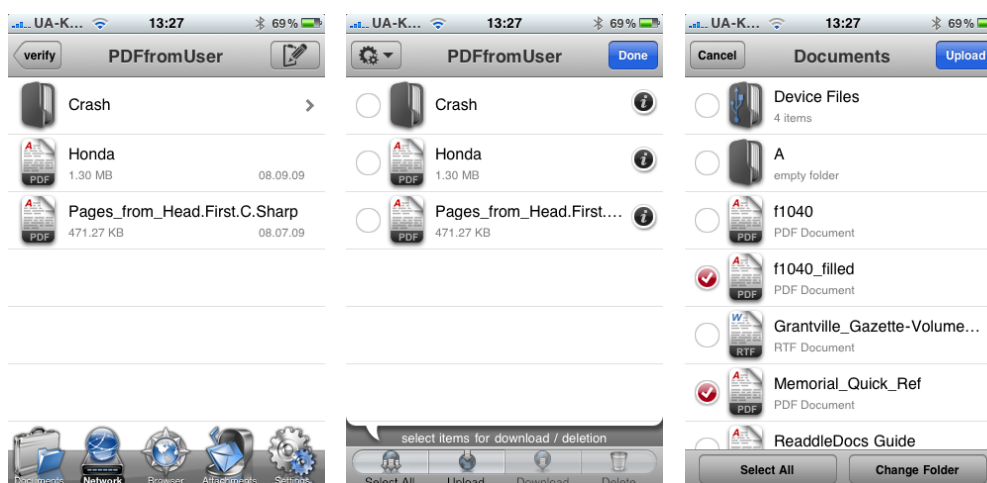 UA-K... 13:27 69%
verify PDFfromUser
Crash
Honda
1.30 MB 08.09.09
PDF
Pages_from_Head.First.C.Sharp
471.27 KB 08.07.09
PDF
Documents Network Browser Attachments Settings
UA-K... 13:27 69%
PDFfromUser Done
Crash
Honda
1.30 MB
PDF
Pages_from_Head.First....
471.27 KB
PDF
select items for download / deletion
Select All Upload Download Delete
UA-K... 13:27 69%
Cancel Documents Upload
Device Files
4 items
A
empty folder
f1040
PDF Document
PDF
f1040_filled
PDF Document
PDF
Grantville_Gazette-Volume...
RTF Document
RTF
Memorial_Quick_Ref
PDF Document
PDF
ReaddleDocs Guide
Select All Change Folder